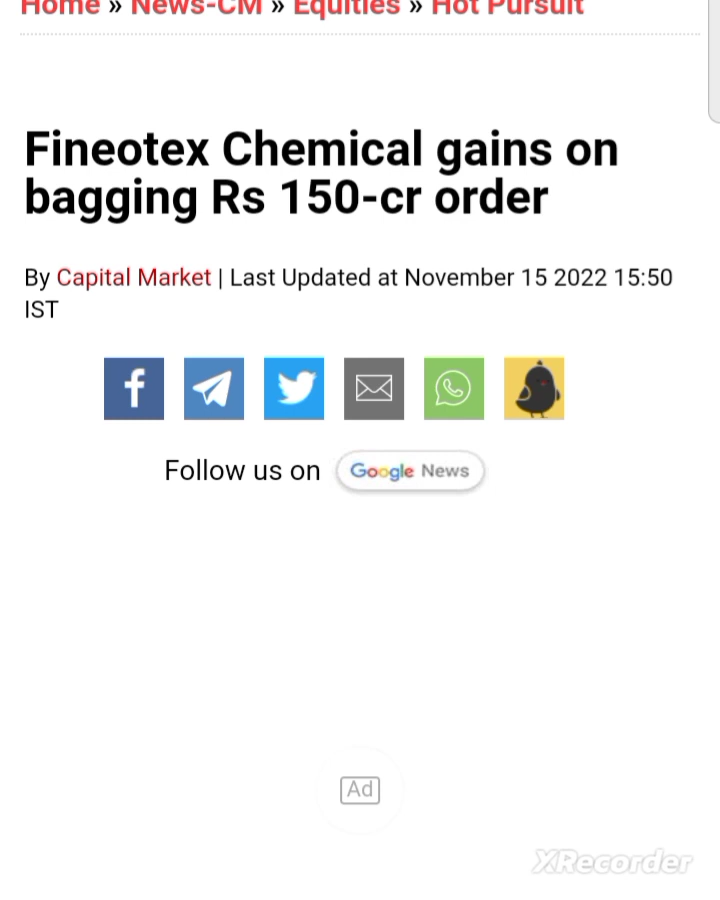 Home » News-CM » Equities » Hot Pursuit
Fineotex Chemical gains on
bagging Rs 150-cr order
By Capital Market | Last Updated at November 15 2022 15:50
IST
f
Follow us on Google News
Ad
XRecorder